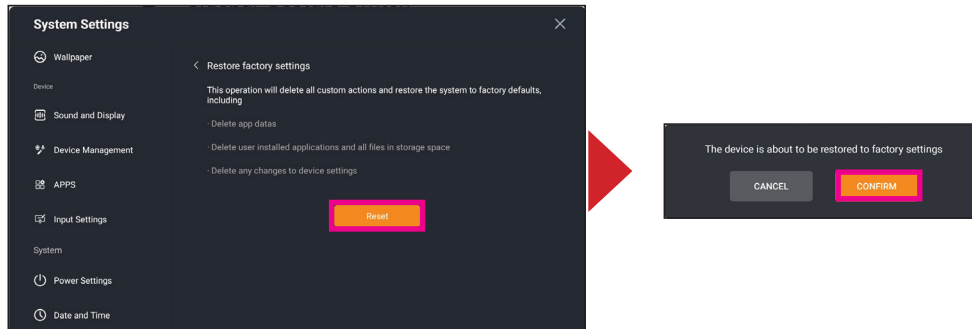 System Settings
Wallpaper
Device
Sound and Display
Device Management
APPS
Input Settings
System
Power Settings
Date and Time
Restore factory settings
This operation will delete all custom actions and restore the system to factory defaults,
including
· Delete app datas
· Delete user installed applications and all files in storage space
· Delete any changes to device settings
Reset
The device is about to be restored to factory settings
CANCEL
CONFIRM